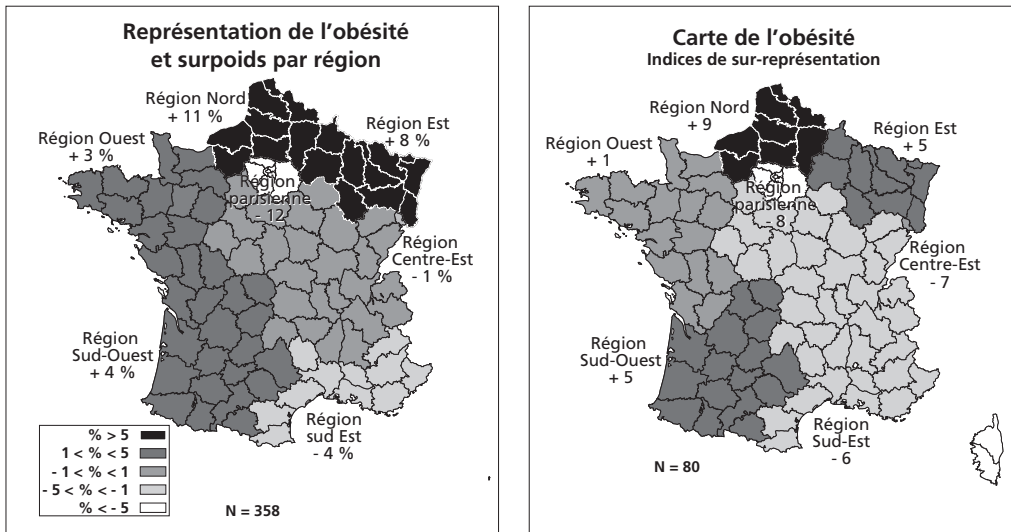 Représentation de l'obésité
et surpoids par région
Région Nord
+ 11 %
Région Est
+ 8 %
Région Ouest
+ 3 %
Région
parisienne
- 12
Région
Centre-Est
- 1 %
Région
Sud-Ouest
+ 4 %
Région
sud Est
- 4 %
% > 5
1 < % < 5
- 1 < % < 1
- 5 < % < - 1
% < - 5
N = 358
Carte de l'obésité
Indices de sur-représentation
Région Nord
+ 9
Région Est
+ 5
Région Ouest
+ 1
Région
parisienne
- 8
Région
Centre-Est
- 7
Région
Sud-Ouest
+ 5
Région
Sud-Est
- 6
N = 80